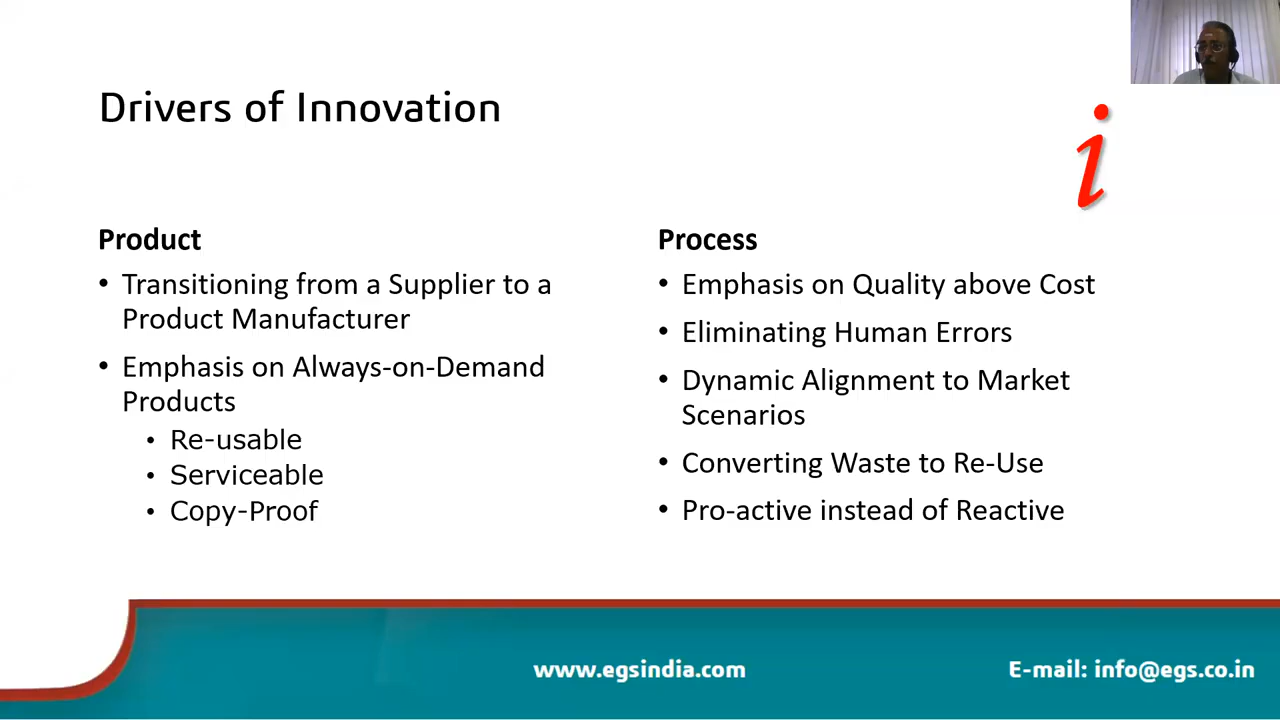 Drivers of Innovation
i
Product
• Transitioning from a Supplier to a
Product Manufacturer
• Emphasis on Always-on-Demand
Products
• Re-usable
• Serviceable
• Copy-Proof
Process
• Emphasis on Quality above Cost
• Eliminating Human Errors
• Dynamic Alignment to Market
Scenarios
• Converting Waste to Re-Use
• Pro-active instead of Reactive
www.egsindia.com
E-mail: info@egs.co.in